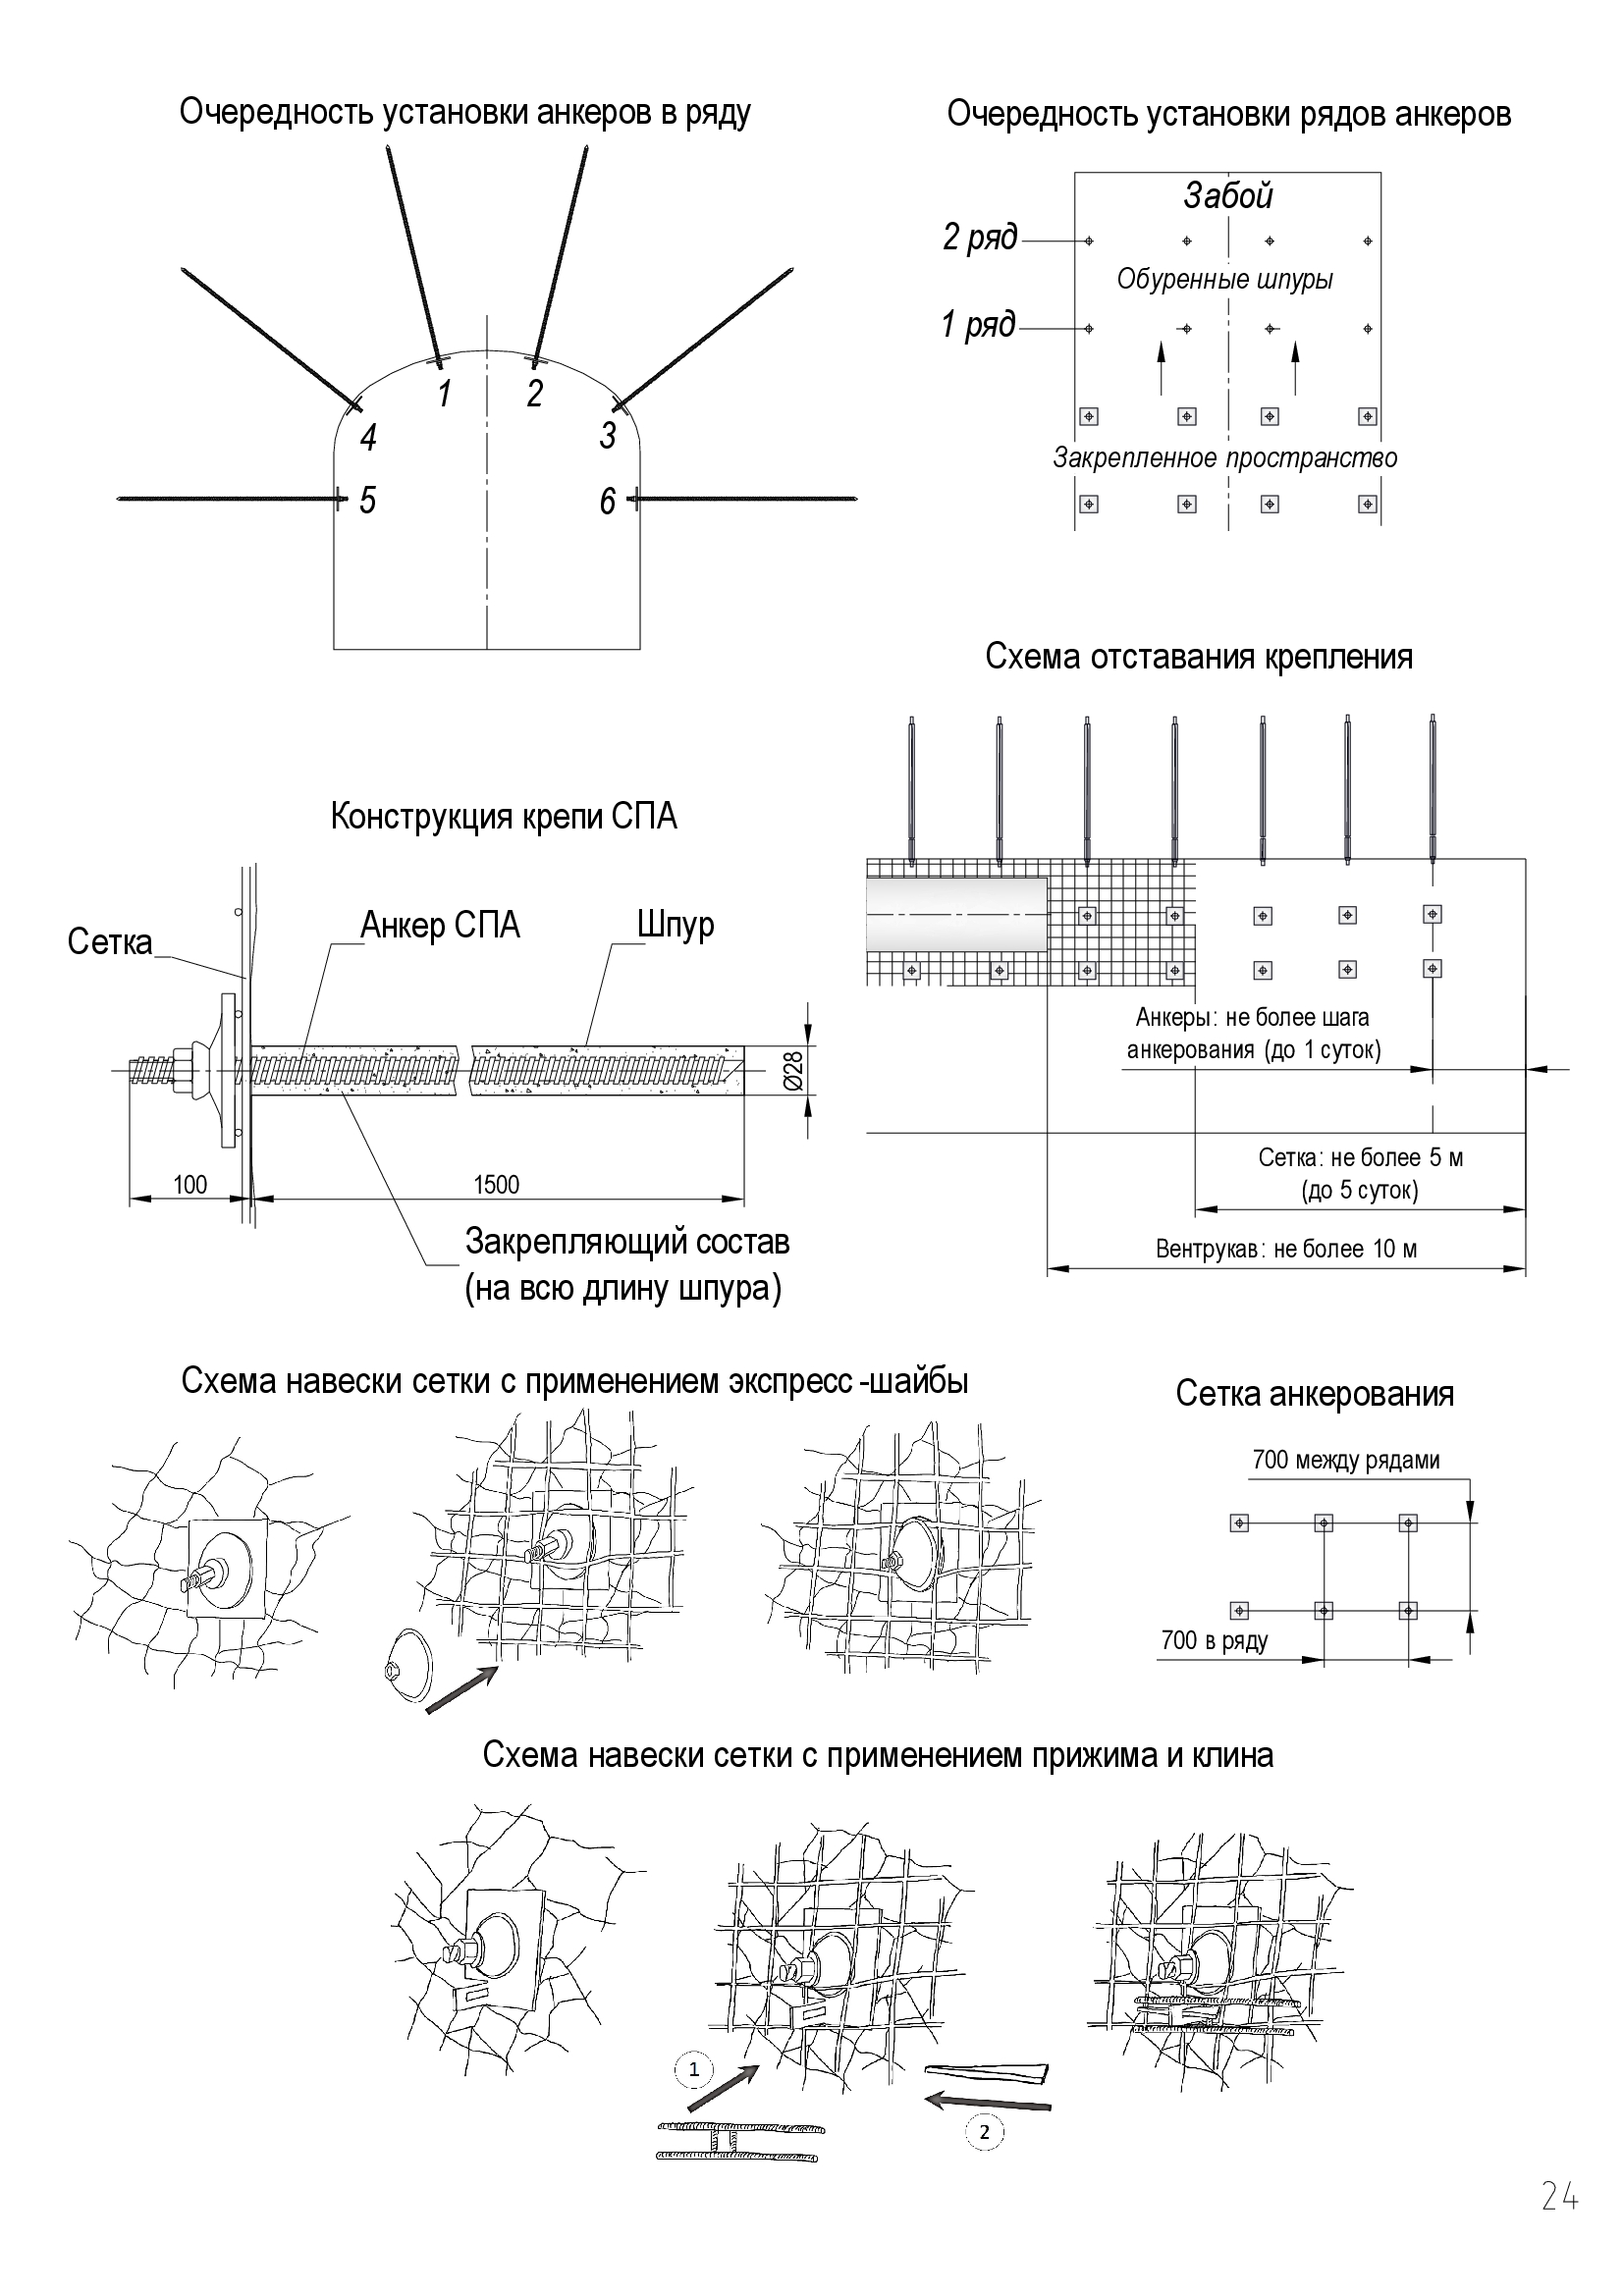 Очередность установки анкеров в ряду
1
2
3
4
5
6
Очередность установки рядов анкеров
Забой
2 ряд
Обуренные шпуры
1 ряд
Закрепленное пространство
Схема отставания крепления
Анкеры: не более шага
анкерования (до 1 суток)
Сетка: не более 5 м
(до 5 суток)
Вентрукав: не более 10 м
Конструкция крепи СПА
Сетка
Анкер СПА
Шпур
Ø28
100
1500
Закрепляющий состав
(на всю длину шпура)
Схема навески сетки с применением экспресс-шайбы
Сетка анкерования
700 между рядами
700 в ряду
Схема навески сетки с применением прижима и клина
1
2
24